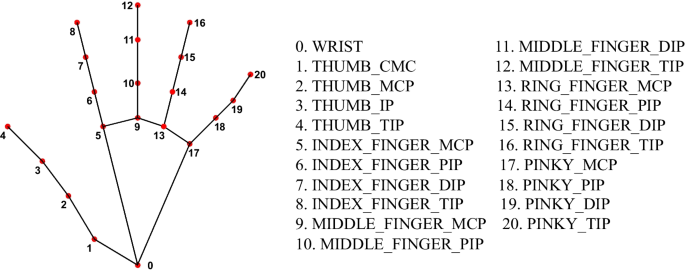 12
8
16
11
7
15
20
10
6
14
19
4
5
9
13
18
17
3
2
1
0
0. WRIST
1. THUMB_CMC
2. THUMB_MCP
3. THUMB_IP
4. THUMB_TIP
5. INDEX_FINGER_MCP
6. INDEX_FINGER_PIP
7. INDEX_FINGER_DIP
8. INDEX_FINGER_TIP
9. MIDDLE_FINGER_MCP
10. MIDDLE_FINGER_PIP
11. MIDDLE_FINGER_DIP
12. MIDDLE_FINGER_TIP
13. RING_FINGER_MCP
14. RING_FINGER_PIP
15. RING_FINGER_DIP
16. RING_FINGER_TIP
17. PINKY_MCP
18. PINKY_PIP
19. PINKY_DIP
20. PINKY_TIP